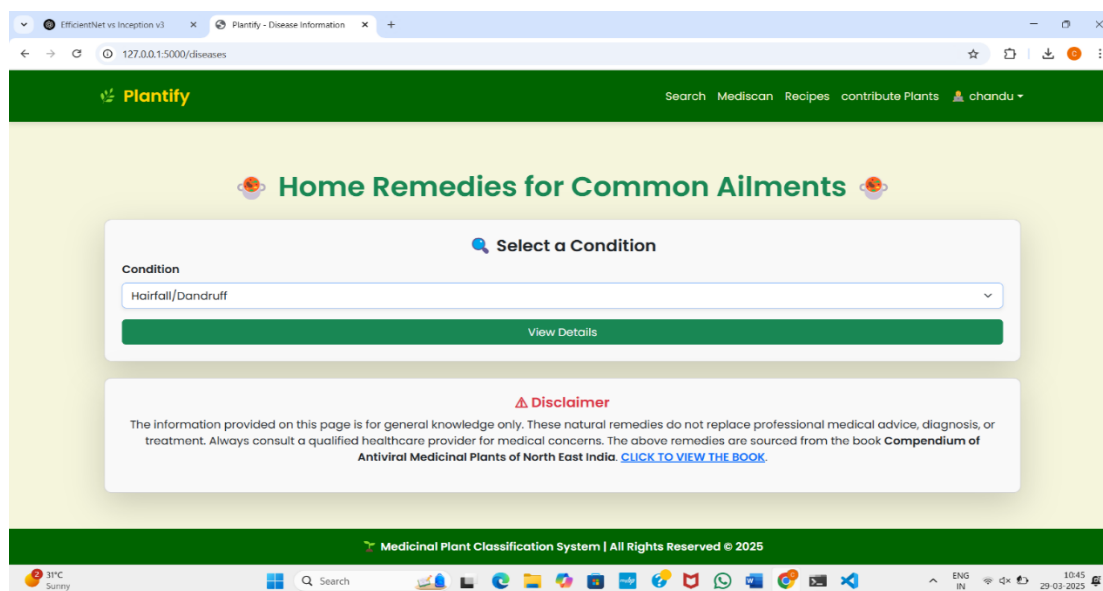 EfficientNet vs Inception v3
Plantify - Disease Information
127.0.0.1:5000/diseases
Plantify
Search Mediscan Recipes contribute Plants chandu
Home Remedies for Common Ailments
Select a Condition
Condition
Hairfall/Dandruff
View Details
Disclaimer
The information provided on this page is for general knowledge only. These natural remedies do not replace professional medical advice, diagnosis, or
treatment. Always consult a qualified healthcare provider for medical concerns. The above remedies are sourced from the book Compendium of
Antiviral Medicinal Plants of North East India. CLICK TO VIEW THE BOOK.
Medicinal Plant Classification System | All Rights Reserved © 2025
2
31°C
Sunny
Search
ENG
IN
10:45
29-03-2025